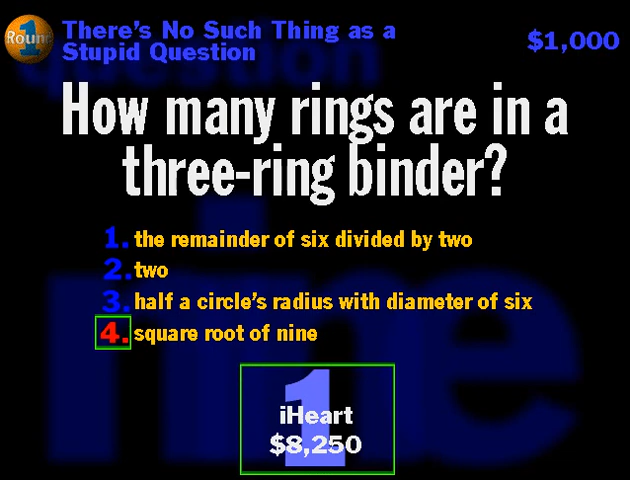 Round
1
There's No Such Thing as a
Stupid Question
$1,000
question
How many rings are in a
three-ring binder?
1. the remainder of six divided by two
2. two
3. half a circle's radius with diameter of six
4. square root of nine
nine
1
iHeart
$8,250